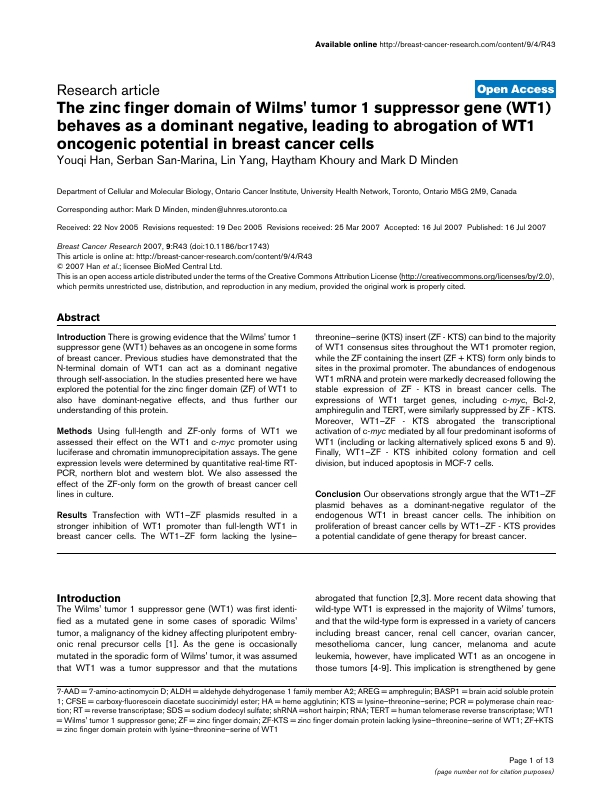 Available online http://breast-cancer-research.com/content/9/4/R43
Research article
Open Access
The zinc finger domain of Wilms' tumor 1 suppressor gene (WT1)
behaves as a dominant negative, leading to abrogation of WT1
oncogenic potential in breast cancer cells
Youqi Han, Serban San-Marina, Lin Yang, Haytham Khoury and Mark D Minden
Department of Cellular and Molecular Biology, Ontario Cancer Institute, University Health Network, Toronto, Ontario M5G 2M9, Canada
Corresponding author: Mark D Minden, minden@uhnres.utoronto.ca
Received: 22 Nov 2005 Revisions requested: 19 Dec 2005 Revisions received: 25 Mar 2007 Accepted: 16 Jul 2007 Published: 16 Jul 2007
Breast Cancer Research 2007, 9:R43 (doi:10.1186/bcr1743)
This article is online at: http://breast-cancer-research.com/content/9/4/R43
© 2007 Han et al.; licensee BioMed Central Ltd.
This is an open access article distributed under the terms of the Creative Commons Attribution License (http://creativecommons.org/licenses/by/2.0),
which permits unrestricted use, distribution, and reproduction in any medium, provided the original work is properly cited.
Abstract
Introduction There is growing evidence that the Wilms' tumor 1
suppressor gene (WT1) behaves as an oncogene in some forms
of breast cancer. Previous studies have demonstrated that the
N-terminal domain of WT1 can act as a dominant negative
through self-association. In the studies presented here we have
explored the potential for the zinc finger domain (ZF) of WT1 to
also have dominant-negative effects, and thus further our
understanding of this protein.
Methods Using full-length and ZF-only forms of WT1 we
assessed their effect on the WT1 and c-myc promoter using
luciferase and chromatin immunoprecipitation assays. The gene
expression levels were determined by quantitative real-time RT-
PCR, northern blot and western blot. We also assessed the
effect of the ZF-only form on the growth of breast cancer cell
lines in culture.
Results Transfection with WT1–ZF plasmids resulted in a
stronger inhibition of WT1 promoter than full-length WT1 in
breast cancer cells. The WT1–ZF form lacking the lysine–
threonine–serine (KTS) insert (ZF - KTS) can bind to the majority
of WT1 consensus sites throughout the WT1 promoter region,
while the ZF containing the insert (ZF + KTS) form only binds to
sites in the proximal promoter. The abundances of endogenous
WT1 mRNA and protein were markedly decreased following the
stable expression of ZF - KTS in breast cancer cells. The
expressions of WT1 target genes, including c-myc, Bcl-2,
amphiregulin and TERT, were similarly suppressed by ZF - KTS.
Moreover, WT1–ZF - KTS abrogated the transcriptional
activation of c-myc mediated by all four predominant isoforms of
WT1 (including or lacking alternatively spliced exons 5 and 9).
Finally, WT1–ZF - KTS inhibited colony formation and cell
division, but induced apoptosis in MCF-7 cells.
Conclusion Our observations strongly argue that the WT1–ZF
plasmid behaves as a dominant-negative regulator of the
endogenous WT1 in breast cancer cells. The inhibition on
proliferation of breast cancer cells by WT1–ZF - KTS provides
a potential candidate of gene therapy for breast cancer.
Introduction
The Wilms' tumor 1 suppressor gene (WT1) was first identi-
fied as a mutated gene in some cases of sporadic Wilms'
tumor, a malignancy of the kidney affecting pluripotent embry-
onic renal precursor cells [1]. As the gene is occasionally
mutated in the sporadic form of Wilms' tumor, it was assumed
that WT1 was a tumor suppressor and that the mutations
abrogated that function [2,3]. More recent data showing that
wild-type WT1 is expressed in the majority of Wilms' tumors,
and that the wild-type form is expressed in a variety of cancers
including breast cancer, renal cell cancer, ovarian cancer,
mesothelioma cancer, lung cancer, melanoma and acute
leukemia, however, have implicated WT1 as an oncogene in
those tumors [4-9]. This implication is strengthened by gene
7-AAD = 7-amino-actinomycin D; ALDH = aldehyde dehydrogenase 1 family member A2; AREG = amphregulin; BASP1 = brain acid soluble protein
1; CFSE = carboxy-fluorescein diacetate succinimidyl ester; HA = heme agglutinin; KTS = lysine–threonine–serine; PCR = polymerase chain reac-
tion; RT = reverse transcriptase; SDS = sodium dodecyl sulfate; shRNA =short hairpin; RNA; TERT = human telomerase reverse transcriptase; WT1
= Wilms' tumor 1 suppressor gene; ZF = zinc finger domain; ZF-KTS = zinc finger domain protein lacking lysine–threonine–serine of WT1; ZF+KTS
= zinc finger domain protein with lysine–threonine–serine of WT1
Page 1 of 13
(page number not for citation purposes)